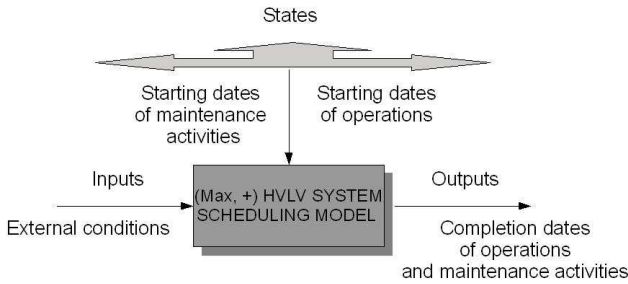 States
Starting dates
of maintenance
activities
Starting dates
of operations
Inputs
External conditions
(Max, +) HVLV SYSTEM
SCHEDULING MODEL
Outputs
Completion dates
of operations
and maintenance activities